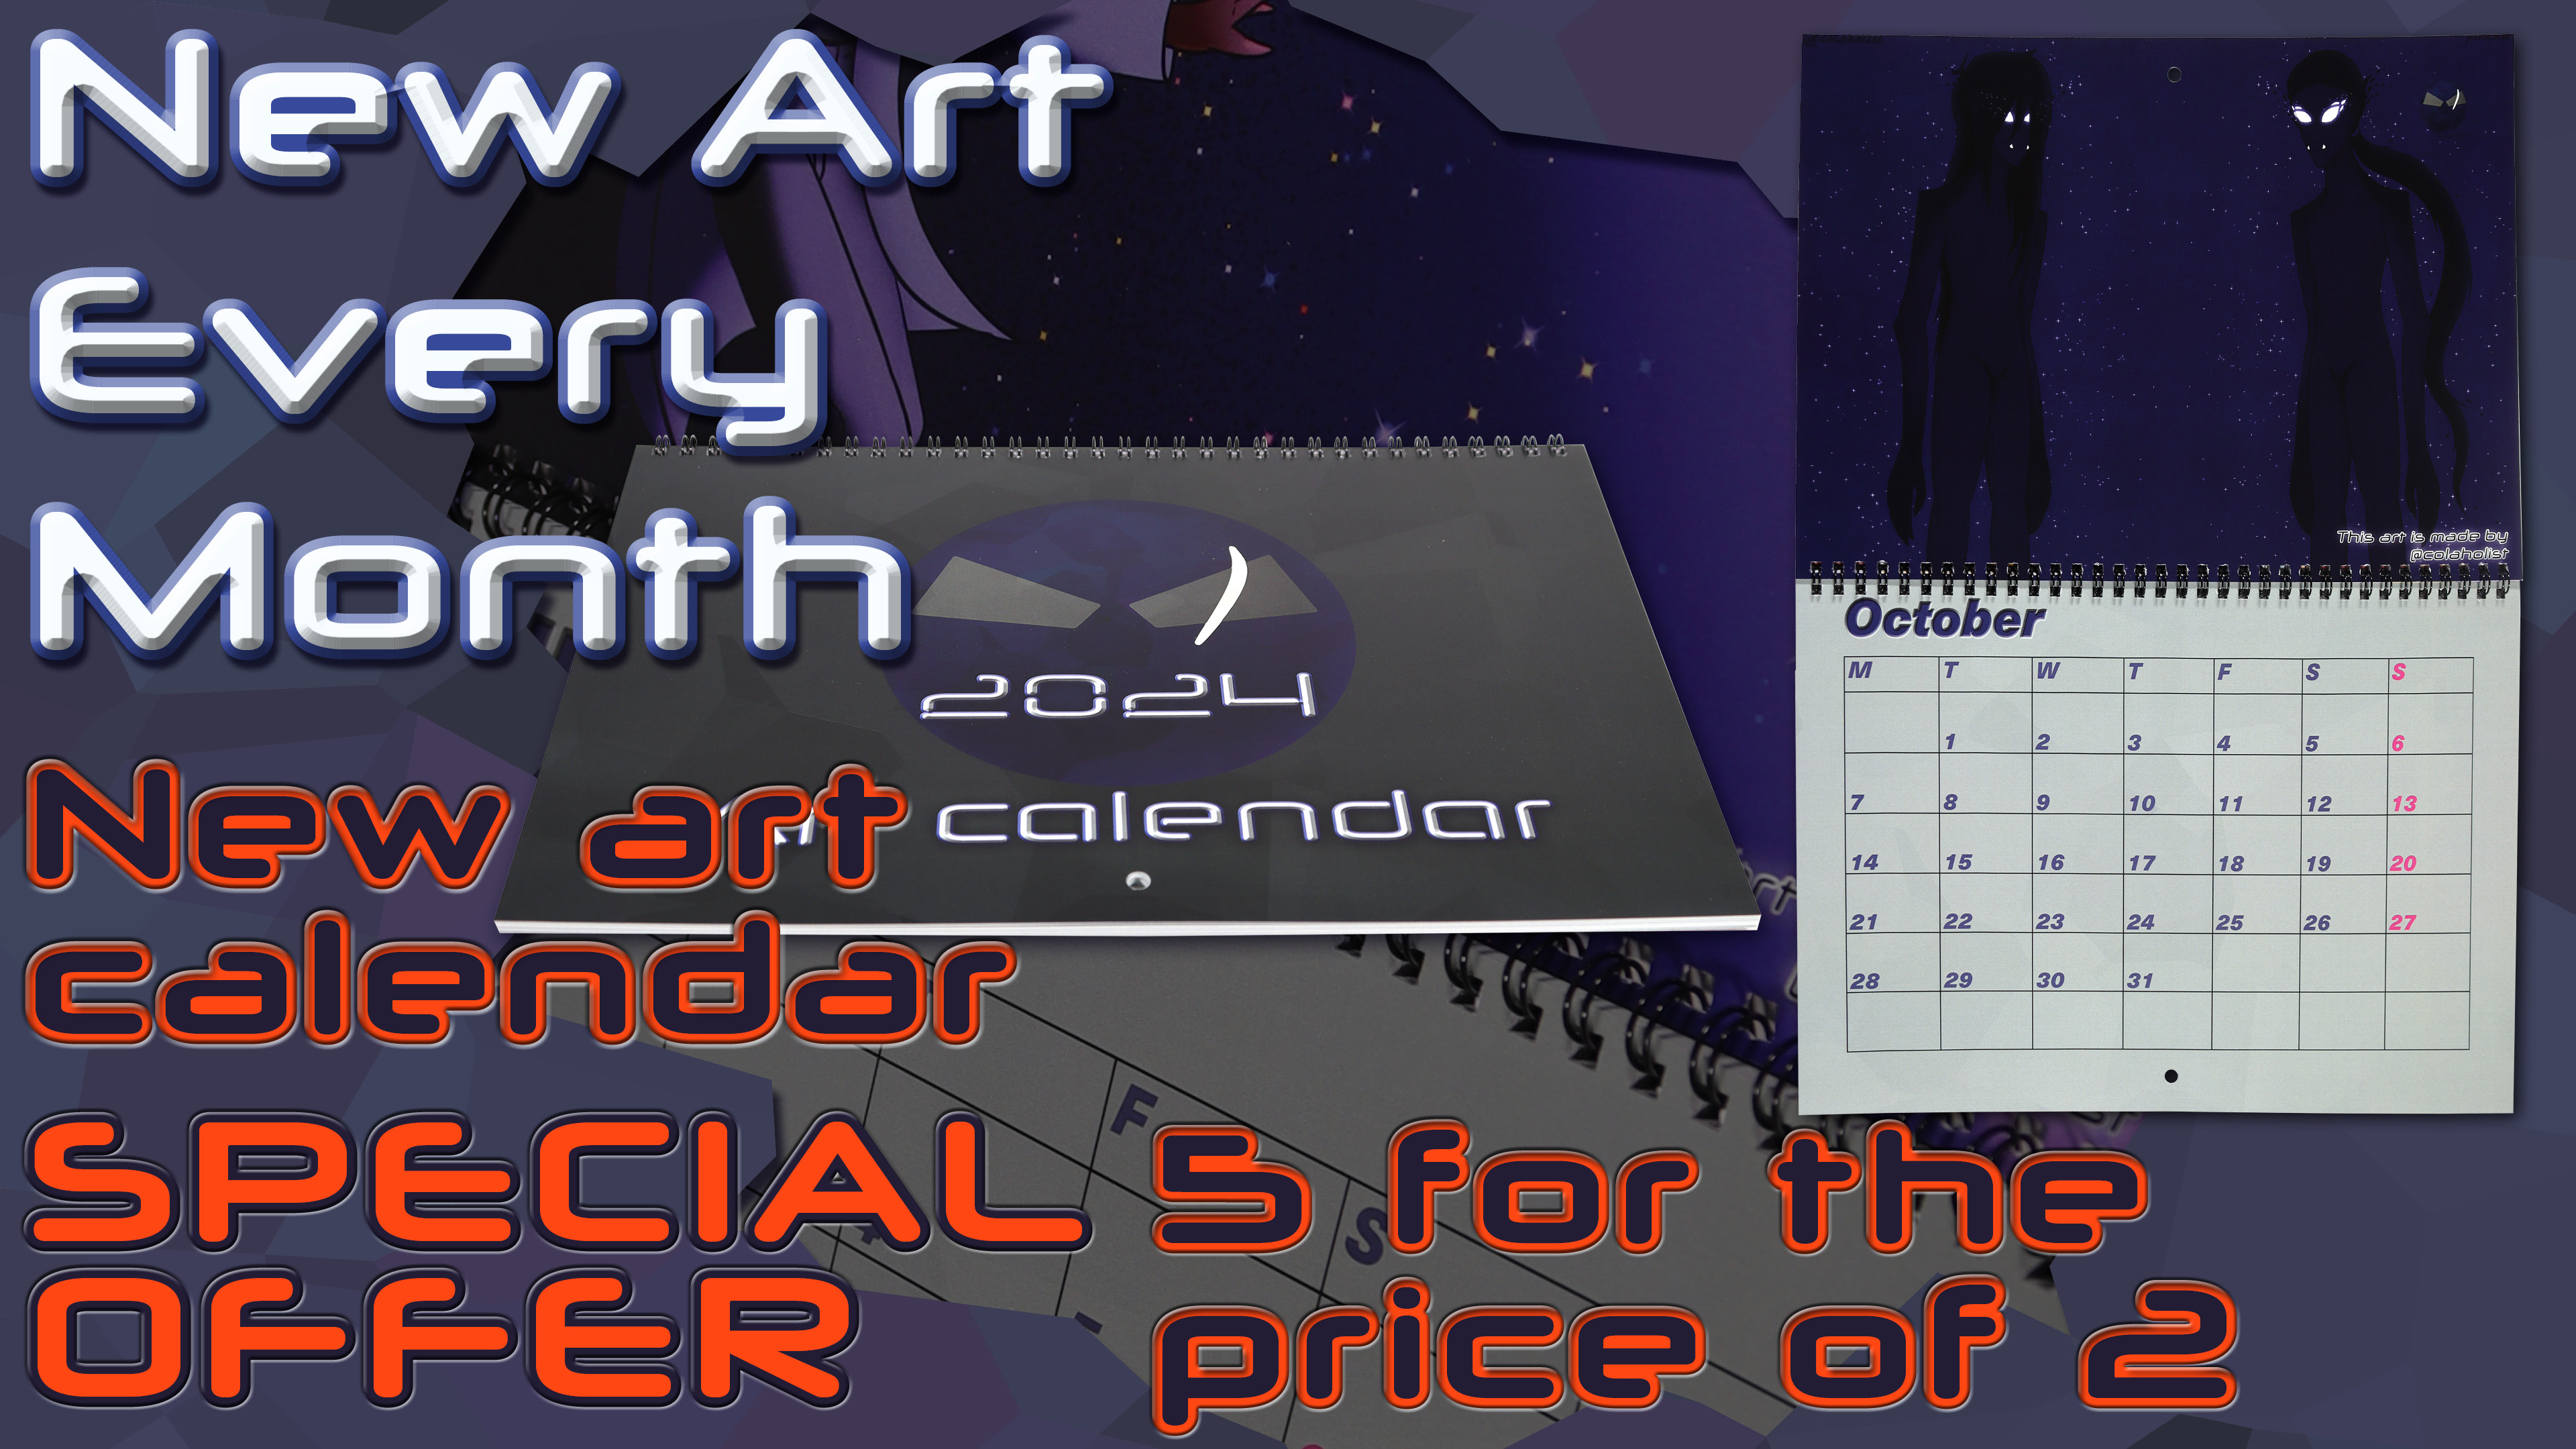 New Art
Every
Month
New art
calendar
SPECIAL
OFFER
5 for the
price of 2
2024
calendar
This art is made by
@colaholist
October
M T W T F S S
1 2 3 4 5 6
7 8 9 10 11 12 13
14 15 16 17 18 19 20
21 22 23 24 25 26 27
28 29 30 31
F
S